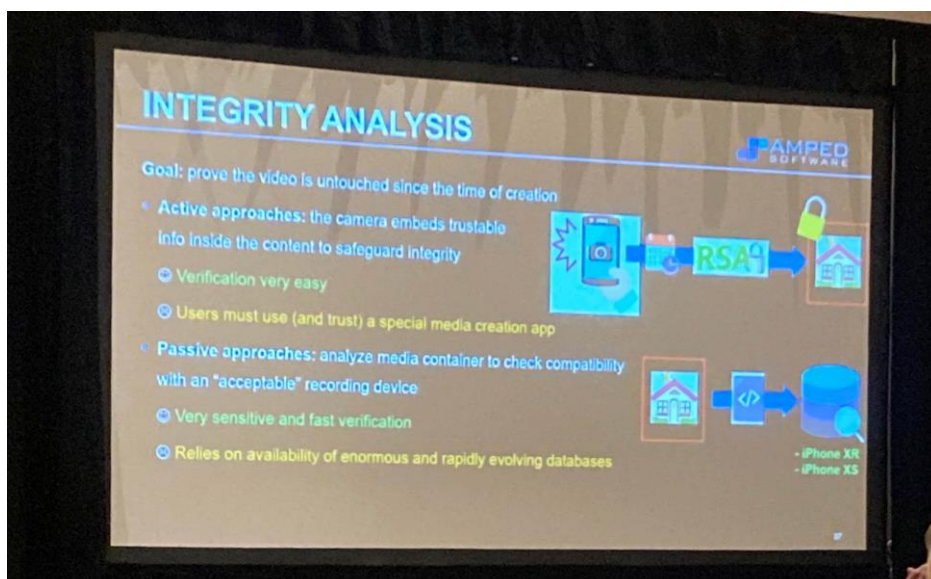 INTEGRITY ANALYSIS
AMPED
SOFTWARE
Goal: prove the video is untouched since the time of creation
Active approaches: the camera embeds trustable
info inside the content to safeguard integrity
Verification very easy
Users must use (and trust) a special media creation app
RSA
Passive approaches: analyze media container to check compatibility
with an "acceptable" recording device
Very sensitive and fast verification
Relies on availability of enormous and rapidly evolving databases
</>
- iPhone XR
- iPhone XS